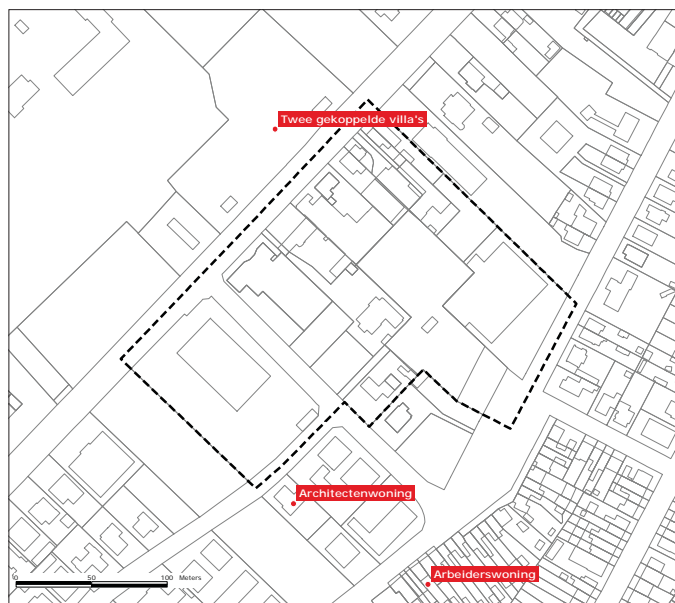 Twee gekoppelde villa's
Architectenwoning
Arbeiderswoning
0 50 100 Meters